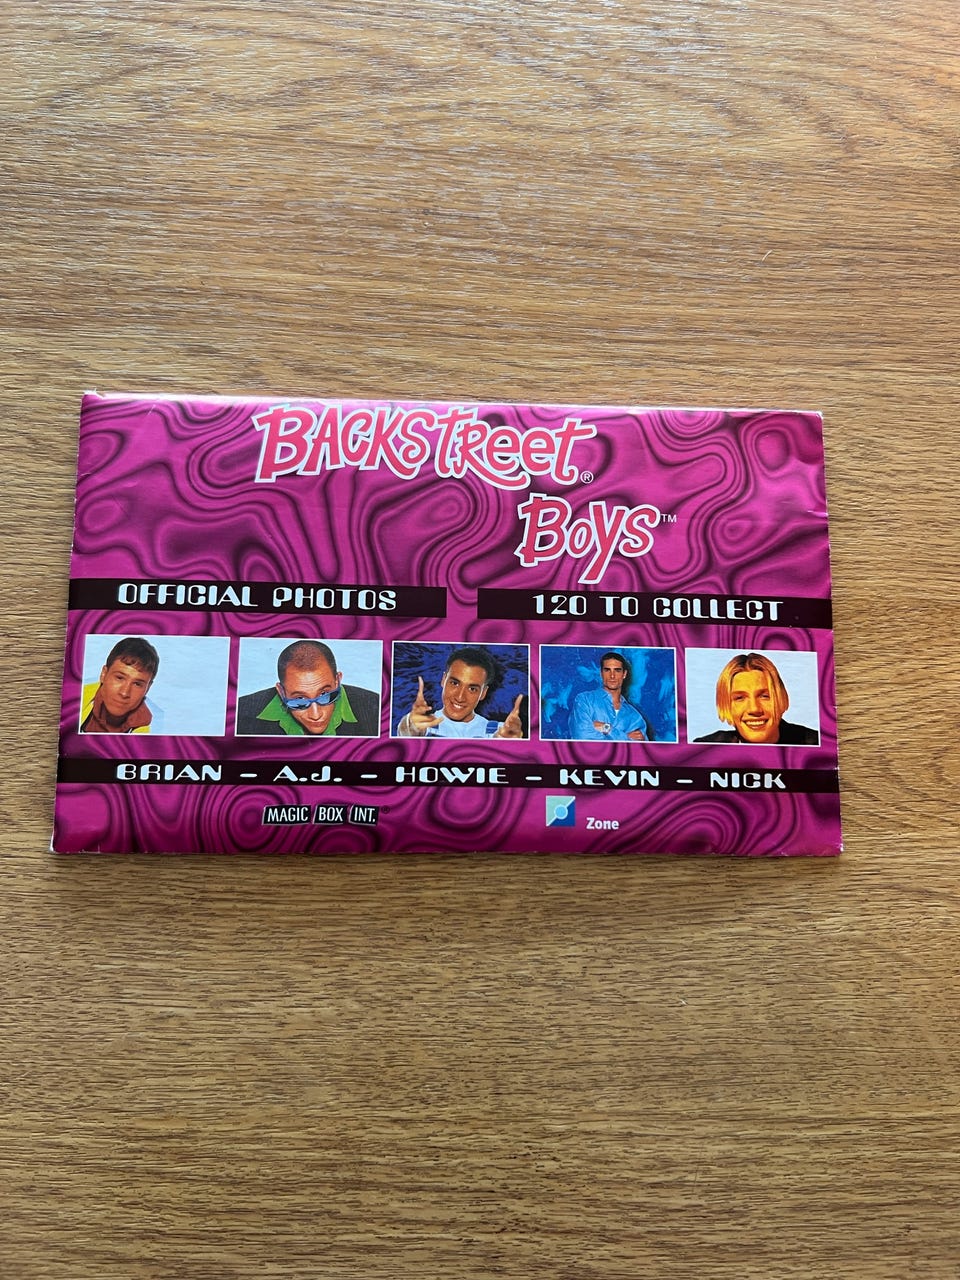 BACKSTREET®
BOYS™
OFFICIAL PHOTOS
120 TO COLLECT
BRIAN - A.J. - HOWIE - KEVIN - NICK
MAGIC BOX INT.®
Zone